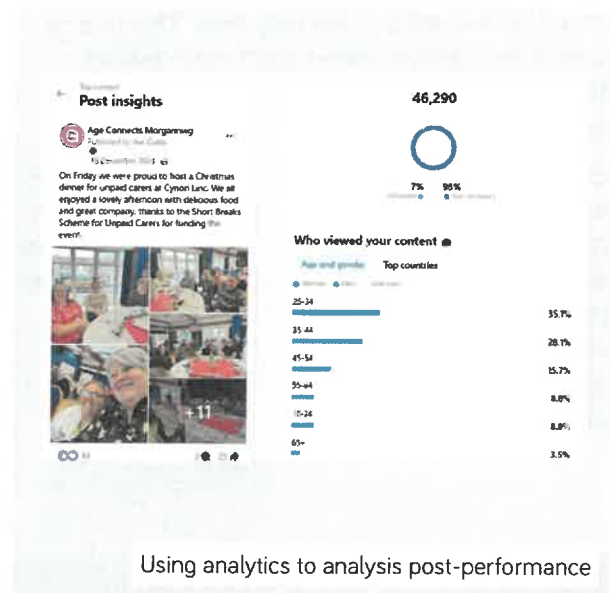 Post insights
Age Connects Morgannwg
On Friday we were proud to host a Christmas
dinner for unpaid carers at Cynon Linc. We all
enjoyed a lovely afternoon with delicious food
and great company, thanks to the Short Breaks
Scheme for Unpaid Carers for funding the
event.
+11
46,290
7% 95%
Who viewed your content
Age and gender Top countries
25-34
35.1%
35-44
28.1%
45-54
15.7%
55-64
8.8%
8.8%
65+
3.5%
Using analytics to analysis post-performance